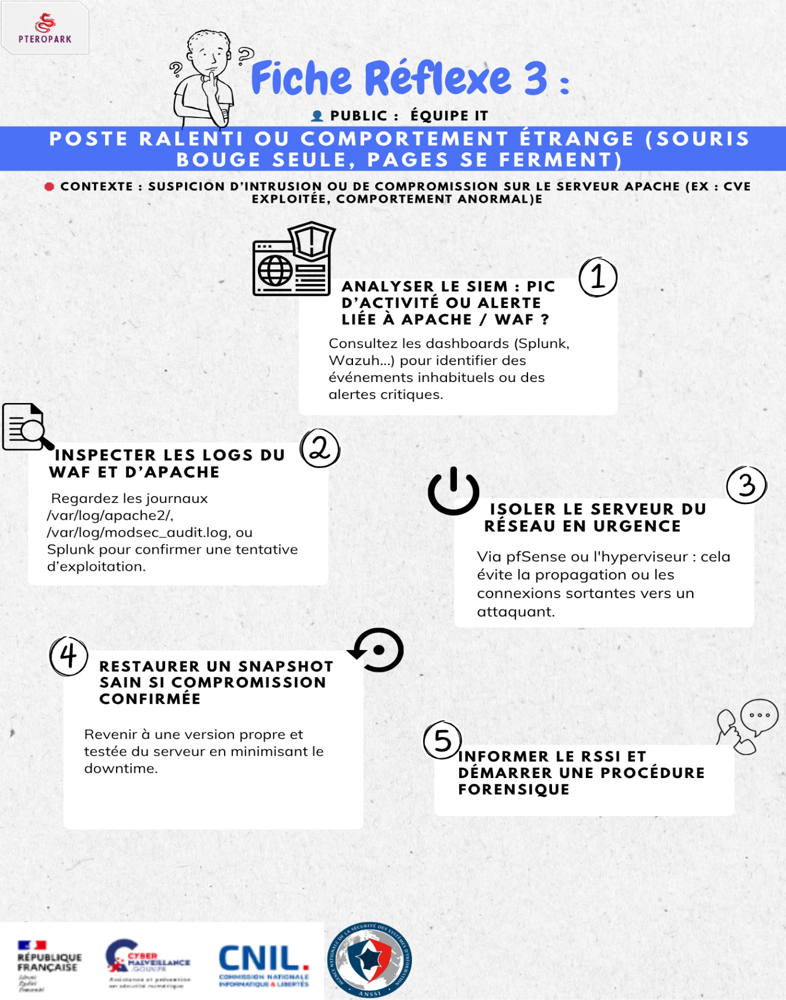 PTEROPARK
Fiche Réflexe 3 :
PUBLIC : ÉQUIPE IT
POSTE RALENTI OU COMPORTEMENT ÉTRANGE (SOURIS
BOUGE SEULE, PAGES SE FERMENT)
CONTEXTE : SUSPICION D’INTRUSION OU DE COMPROMISSION SUR LE SERVEUR APACHE (EX : CVE
EXPLOITÉE, COMPORTEMENT ANORMAL)E
1
ANALYSER LE SIEM : PIC
D’ACTIVITÉ OU ALERTE
LIÉE À APACHE / WAF ?
Consultez les dashboards (Splunk,
Wazuh...) pour identifier des
événements inhabituels ou des
alertes critiques.
2
INSPECTER LES LOGS DU
WAF ET D’APACHE
Regardez les journaux
/var/log/apache2/,
/var/log/modsec_audit.log, ou
Splunk pour confirmer une tentative
d’exploitation.
3
ISOLER LE SERVEUR DU
RÉSEAU EN URGENCE
Via pfSense ou l'hyperviseur : cela
évite la propagation ou les
connexions sortantes vers un
attaquant.
4
RESTAURER UN SNAPSHOT
SAIN SI COMPROMISSION
CONFIRMÉE
Revenir à une version propre et
testée du serveur en minimisant le
downtime.
5
INFORMER LE RSSI ET
DÉMARRER UNE PROCÉDURE
FORENSIQUE
RÉPUBLIQUE
FRANÇAISE
Liberté
Égalité
Fraternité
CYBER
MALVEILLANCE
.GOUV.FR
Assistance et prévention
en sécurité numérique
CNIL.
COMMISSION NATIONALE
INFORMATIQUE & LIBERTÉS
AGENCE NATIONALE DE LA SÉCURITÉ DES SYSTÈMES D'INFORMATION
ANSSI